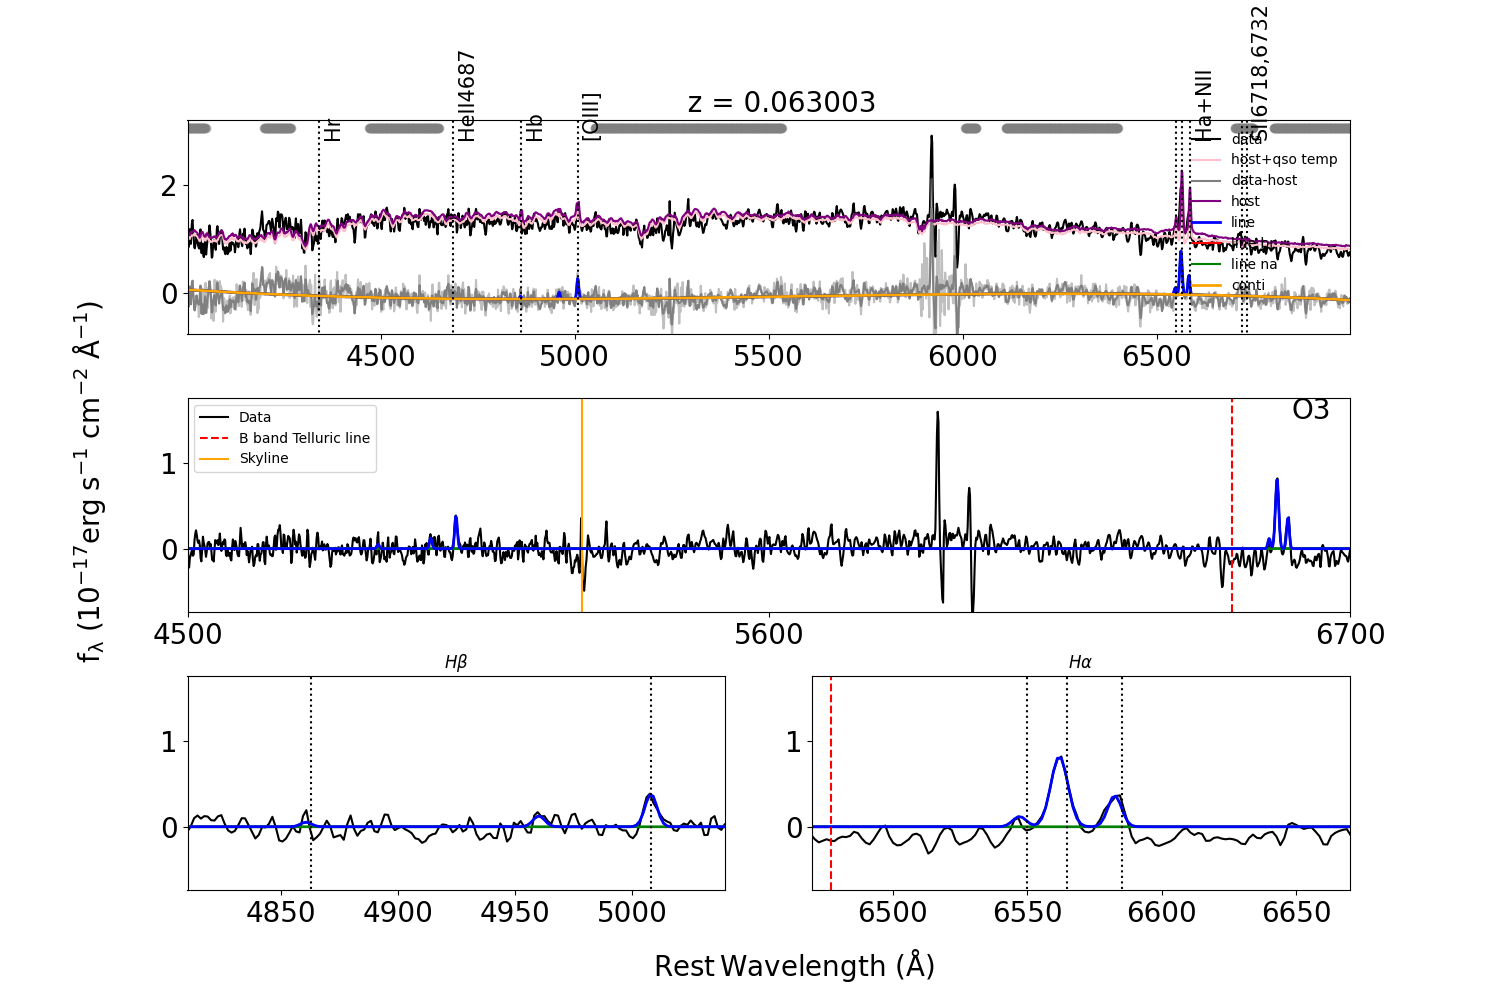 z = 0.063003
Hr
HeII4687
Hb
[OIII]
Ha+NII
SII6718,6732
data
host+qso temp
data-host
host
line
line na
conti
2
0
4500
5000
5500
6000
6500
fλ (10⁻¹⁷erg s⁻¹ cm⁻² Å⁻¹)
O3
Data
B band Telluric line
Skyline
1
0
4500
5600
6700
Hβ
1
0
4850
4900
4950
5000
Hα
1
0
6500
6550
6600
6650
Rest Wavelength (Å)